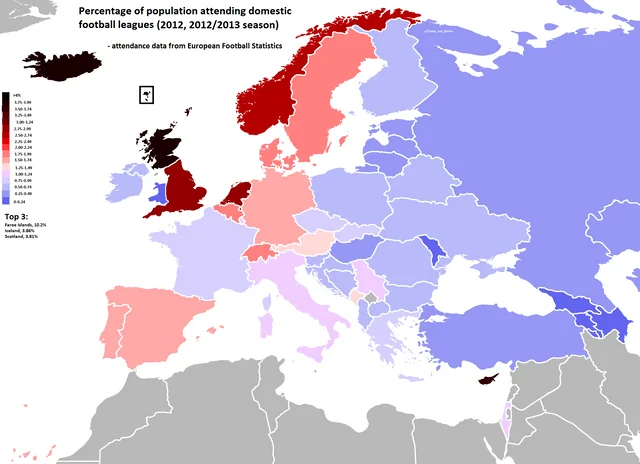 Percentage of population attending domestic
football leagues (2012, 2012/2013 season)
- attendance data from European Football Statistics
>4%
3.75-3.99
3.50-3.74
3.25-3.49
3.00-3.24
2.75-2.99
2.50-2.74
2.25-2.49
2.00-2.24
1.75-1.99
1.50-1.74
1.25-1.49
1.00-1.24
0.75-0.99
0.50-0.74
0.25-0.49
0-0.24
Top 3:
Faroe Islands, 10.2%
Iceland, 3.86%
Scotland, 3.81%